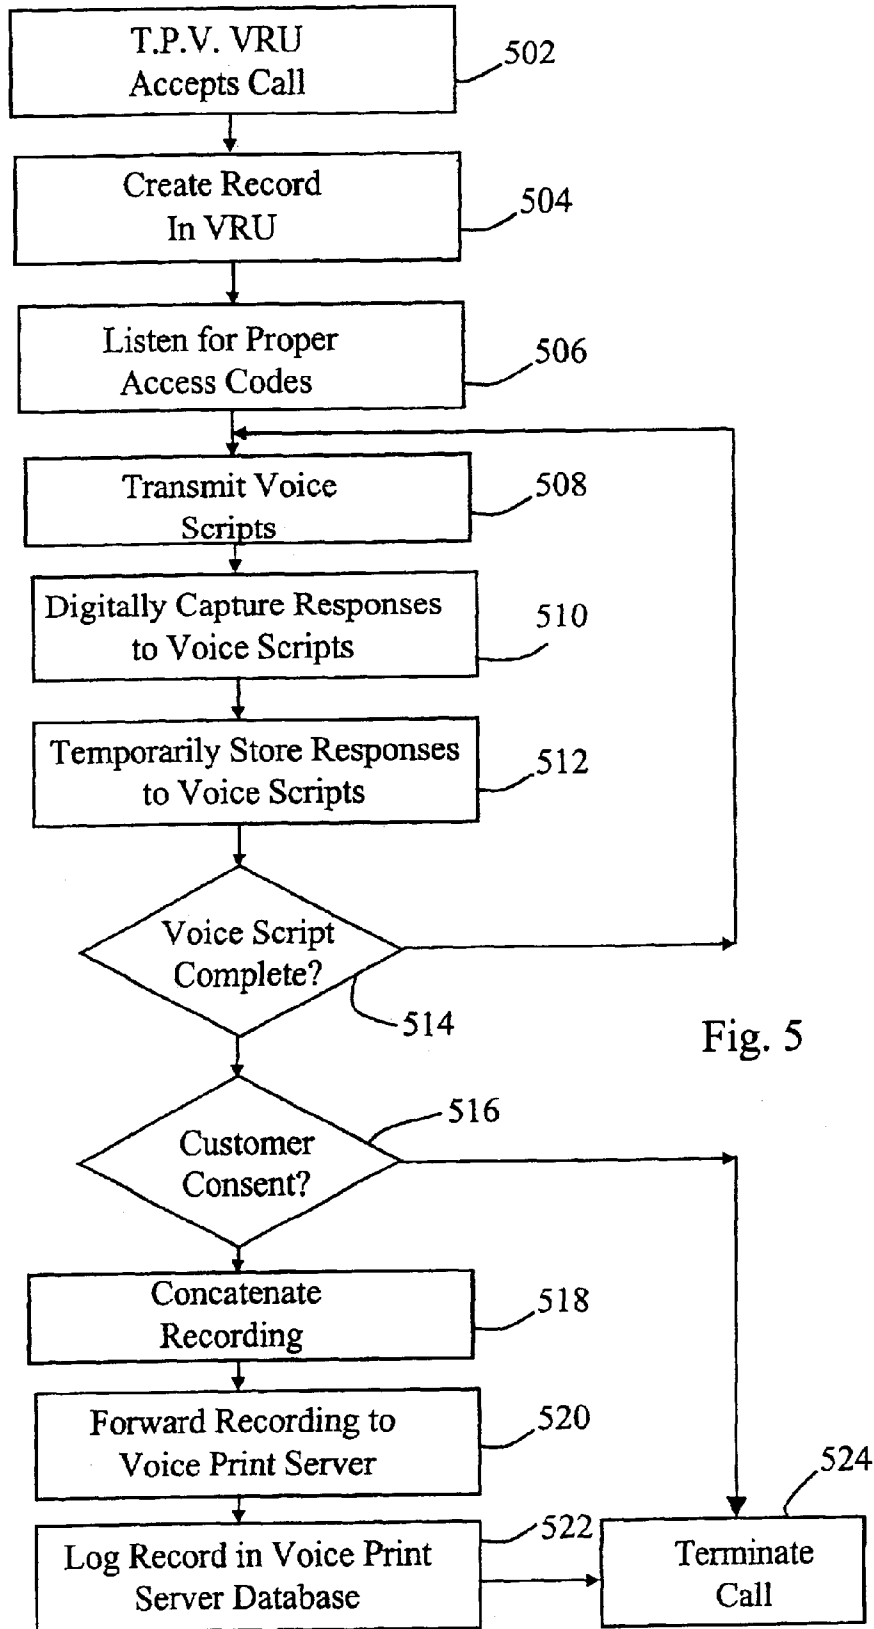 T.P.V. VRU
Accepts Call
502
Create Record
In VRU
504
Listen for Proper
Access Codes
506
Transmit Voice
Scripts
508
Digitally Capture Responses
to Voice Scripts
510
Temporarily Store Responses
to Voice Scripts
512
Voice Script
Complete?
514
Fig. 5
Customer
Consent?
516
Concatenate
Recording
518
Forward Recording to
Voice Print Server
520
Log Record in Voice Print
Server Database
522
Terminate
Call
524